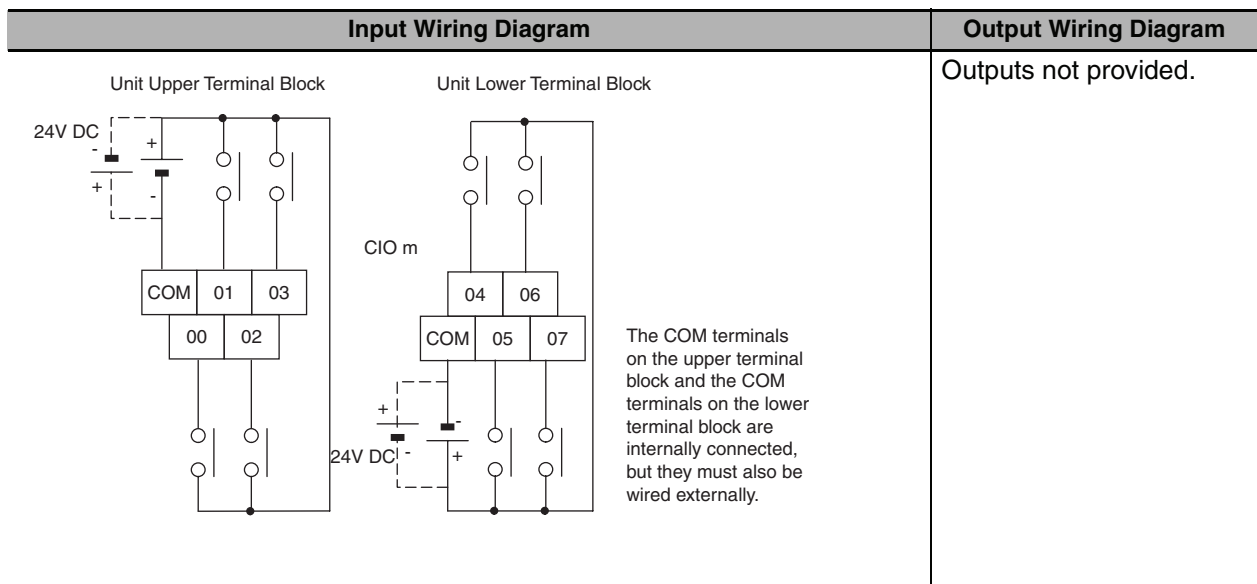 Input Wiring Diagram
Output Wiring Diagram
Outputs not provided.
Unit Upper Terminal Block
24V DC
-
+
+
-
COM 01 03
00 02
Unit Lower Terminal Block
CIO m
04 06
COM 05 07
+
-
24V DC
-
+
The COM terminals
on the upper terminal
block and the COM
terminals on the lower
terminal block are
internally connected,
but they must also be
wired externally.